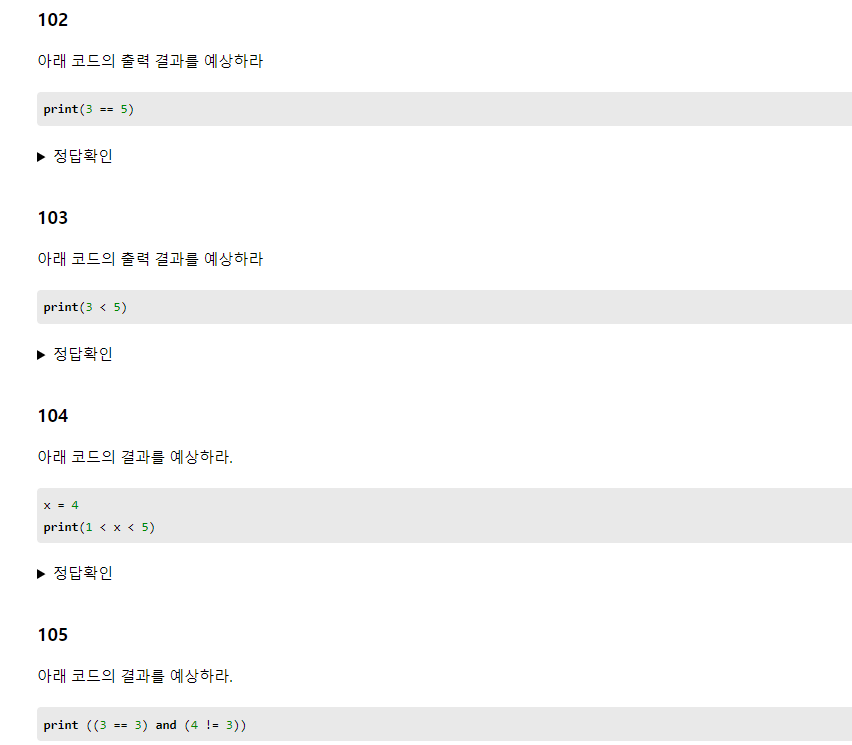 102
아래 코드의 출력 결과를 예상하라
print(3 == 5)
▶ 정답확인
103
아래 코드의 출력 결과를 예상하라
print(3 < 5)
▶ 정답확인
104
아래 코드의 결과를 예상하라.
x = 4
print(1 < x < 5)
▶ 정답확인
105
아래 코드의 결과를 예상하라.
print ((3 == 3) and (4 != 3))